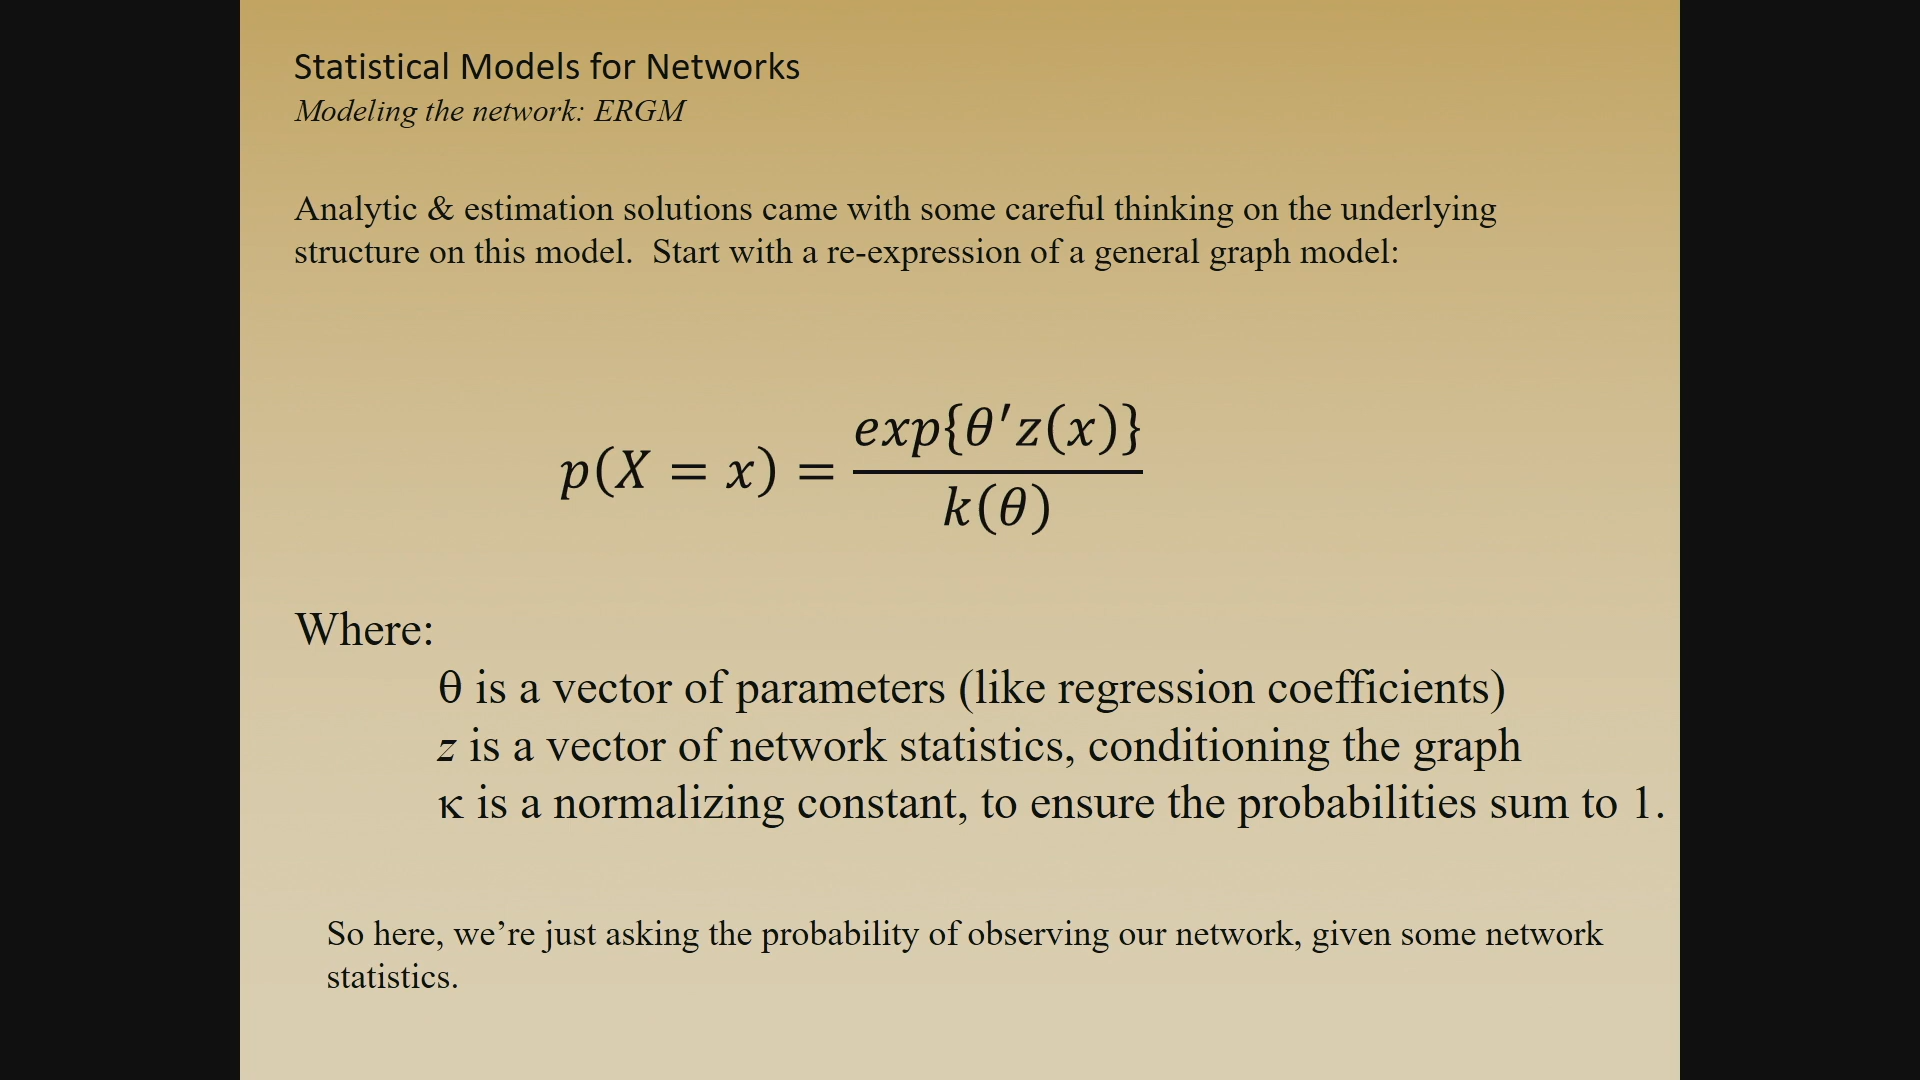 Statistical Models for Networks
Modeling the network: ERGM
Analytic & estimation solutions came with some careful thinking on the underlying
structure on this model.  Start with a re-expression of a general graph model:
p(X = x) = exp{θ′z(x)} / k(θ)
Where:
θ is a vector of parameters (like regression coefficients)
z is a vector of network statistics, conditioning the graph
κ is a normalizing constant, to ensure the probabilities sum to 1.
So here, we’re just asking the probability of observing our network, given some network
statistics.